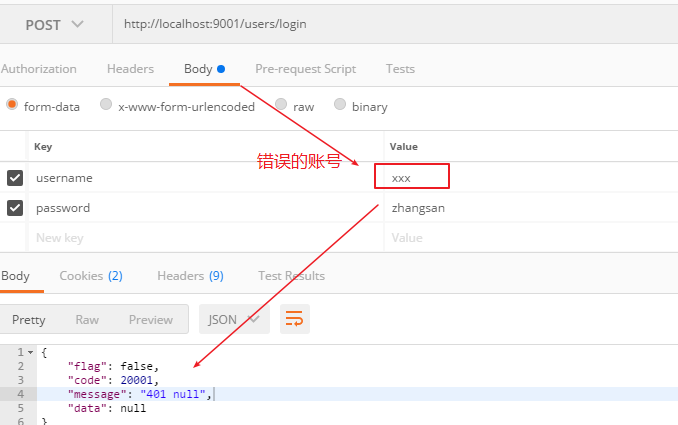 POST http://localhost:9001/users/login
Authorization Headers Body Pre-request Script Tests
form-data x-www-form-urlencoded raw binary
Key Value
错误的账号
username xxx
password zhangsan
New key Value
Body Cookies (2) Headers (9) Test Results
Pretty Raw Preview JSON
1 {
2 "flag": false,
3 "code": 20001,
4 "message": "401 null",
5 "data": null
6 }